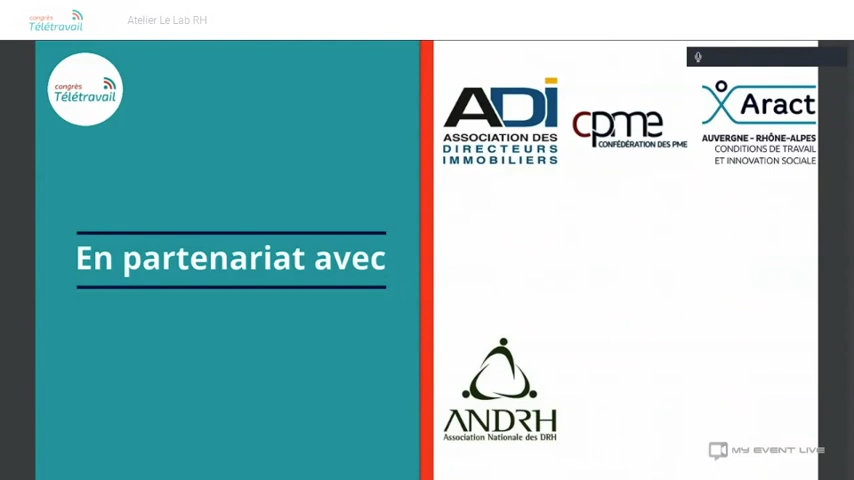 congrès
Télétravail
Atelier Le Lab RH
congrès
Télétravail
En partenariat avec
ADI
ASSOCIATION DES
DIRECTEURS
IMMOBILIERS
cpme
CONFÉDÉRATION DES PME
Aract
AUVERGNE - RHÔNE-ALPES
CONDITIONS DE TRAVAIL
ET INNOVATION SOCIALE
ANDRH
Association Nationale des DRH
MY EVENT LIVE